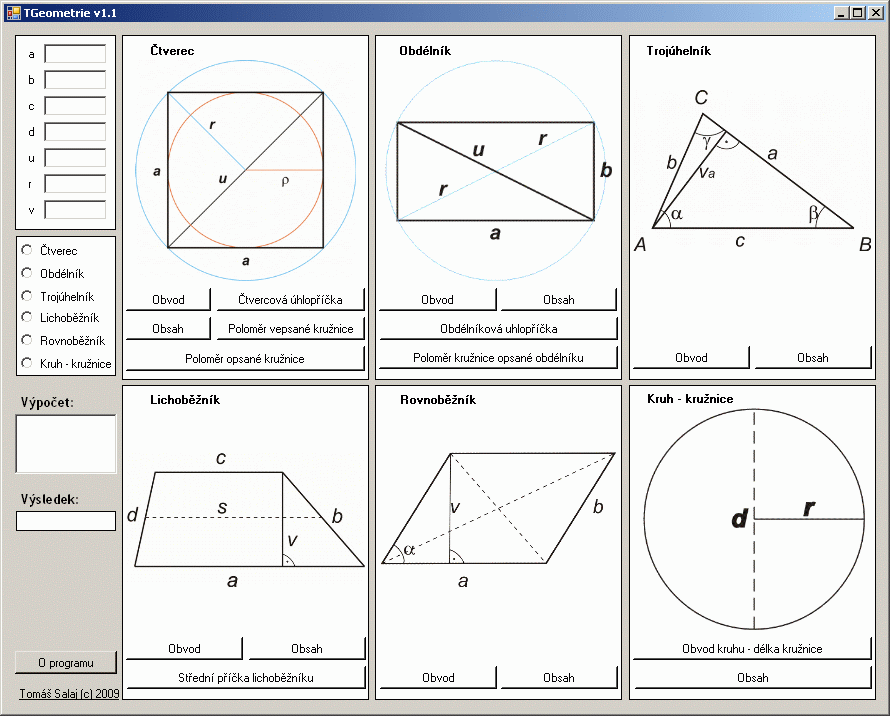 TGeometrie v1.1
a
b
c
d
u
r
v
Čtverec
Obdélník
Trojúhelník
Lichoběžník
Rovnoběžník
Kruh - kružnice
Výpočet:
Výsledek:
O programu
Tomáš Salaj (c) 2009
Čtverec
r
a
u
ρ
a
Obvod
Čtvercová úhlopříčka
Obsah
Poloměr vepsané kružnice
Poloměr opsané kružnice
Obdélník
u
r
r
b
a
Obvod
Obsah
Obdélníková uhlopříčka
Poloměr kružnice opsané obdélníku
Trojúhelník
C
γ
a
b
va
α
β
A
c
B
Obvod
Obsah
Lichoběžník
c
d
s
b
v
a
Obvod
Obsah
Střední příčka lichoběžníku
Rovnoběžník
v
b
α
a
Obvod
Obsah
Kruh - kružnice
d
r
Obvod kruhu - délka kružnice
Obsah